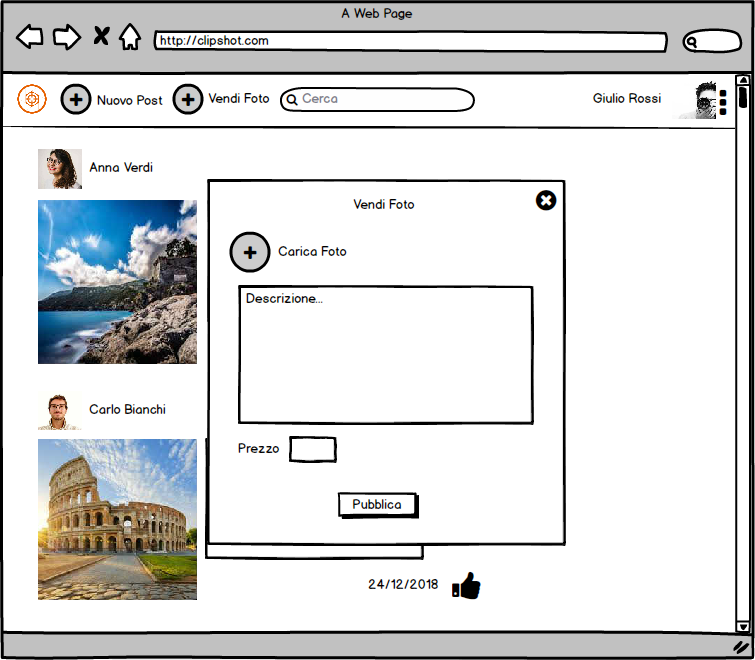 A Web Page
http://clipshot.com
Nuovo Post
Vendi Foto
Cerca
Giulio Rossi
Anna Verdi
Vendi Foto
Carica Foto
Descrizione...
Carlo Bianchi
Prezzo
Pubblica
24/12/2018